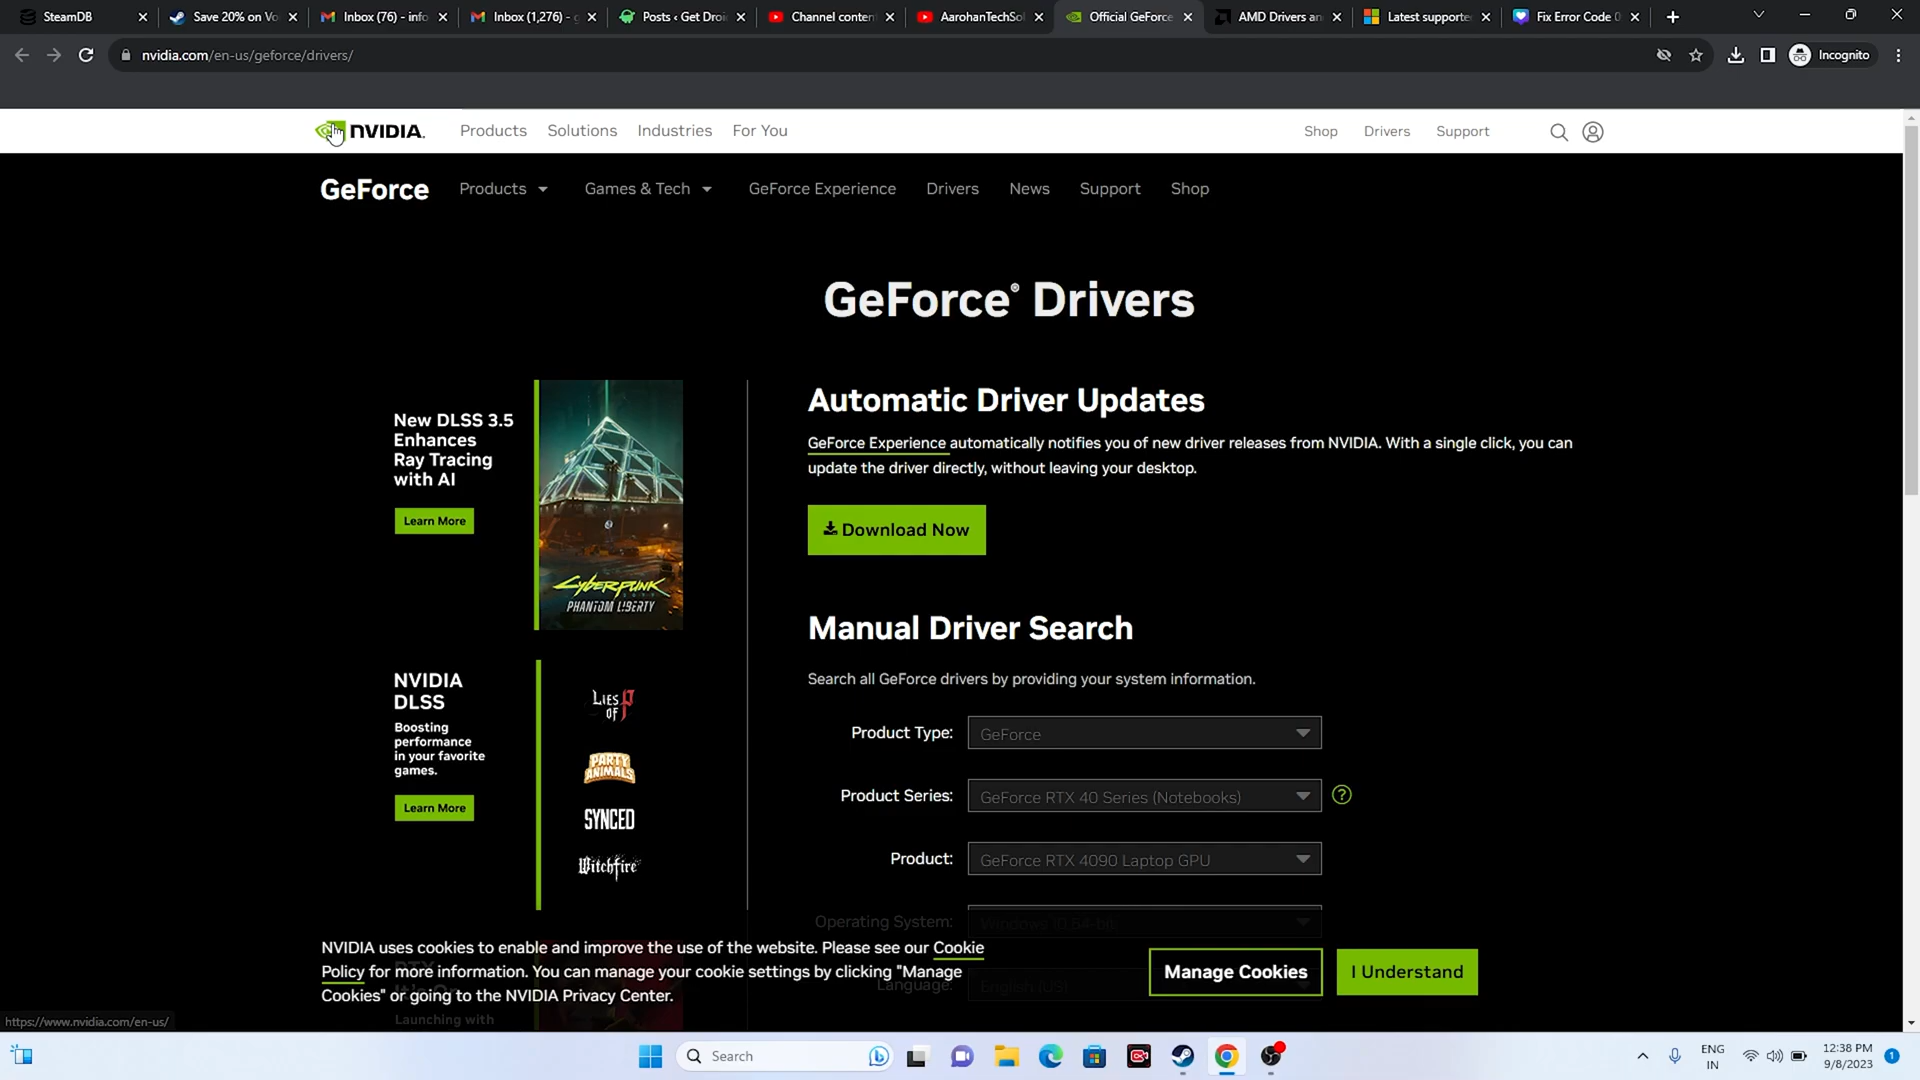 SteamDB
Save 20% on Vo
Inbox (76) - info
Inbox (1,276) - g
Posts ‹ Get Droi
Channel content
AarohanTechSol
Official GeForce
AMD Drivers an
Latest supporte
Fix Error Code 0
nvidia.com/en-us/geforce/drivers/
Incognito
NVIDIA.
Products
Solutions
Industries
For You
Shop
Drivers
Support
GeForce
Products
Games & Tech
GeForce Experience
Drivers
News
Support
Shop
GeForce® Drivers
New DLSS 3.5
Enhances
Ray Tracing
with AI
Learn More
Cyberpunk
PHANTOM LIBERTY
Automatic Driver Updates
GeForce Experience automatically notifies you of new driver releases from NVIDIA. With a single click, you can
update the driver directly, without leaving your desktop.
Download Now
Manual Driver Search
Search all GeForce drivers by providing your system information.
NVIDIA
DLSS
Boosting
performance
in your favorite
games.
Learn More
LIES
OF P
PARTY
ANIMALS
SYNCED
Witchfire
Product Type:
GeForce
Product Series:
GeForce RTX 40 Series (Notebooks)
Product:
GeForce RTX 4090 Laptop GPU
Operating System:
Windows 10 64-bit
Language:
English (US)
NVIDIA uses cookies to enable and improve the use of the website. Please see our Cookie
Policy for more information. You can manage your cookie settings by clicking "Manage
Cookies" or going to the NVIDIA Privacy Center.
Manage Cookies
I Understand
RTX
It's On
Launching with
https://www.nvidia.com/en-us/
Search
ENG
IN
12:38 PM
9/8/2023
1